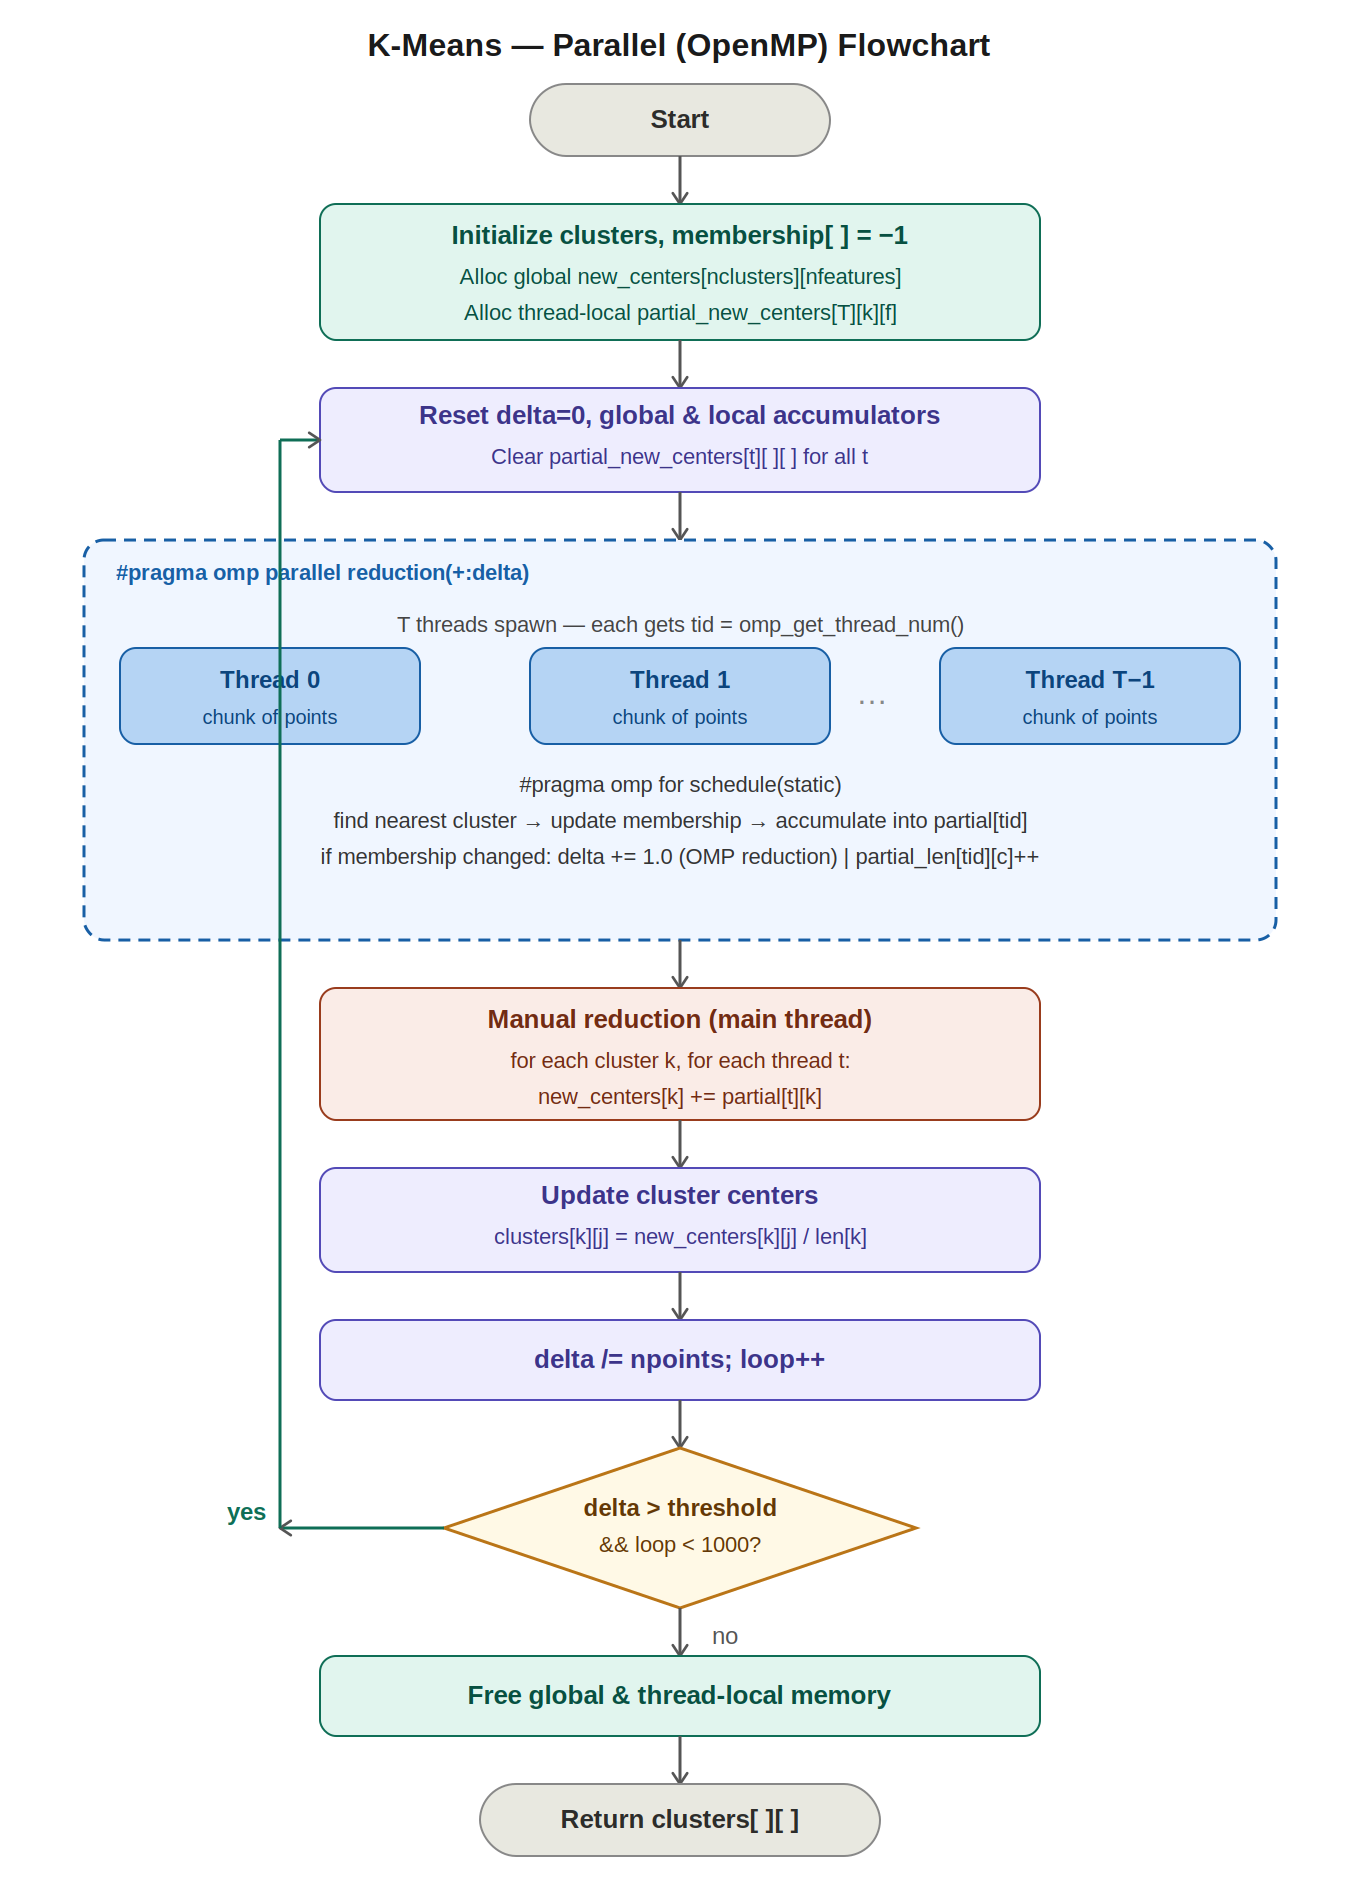 K-Means — Parallel (OpenMP) Flowchart
Start
Initialize clusters, membership[ ] = −1
Alloc global new_centers[nclusters][nfeatures]
Alloc thread-local partial_new_centers[T][k][f]
Reset delta=0, global & local accumulators
Clear partial_new_centers[t][ ][ ] for all t
#pragma omp parallel reduction(+:delta)
T threads spawn — each gets tid = omp_get_thread_num()
Thread 0
chunk of points
Thread 1
chunk of points
...
Thread T−1
chunk of points
#pragma omp for schedule(static)
find nearest cluster → update membership → accumulate into partial[tid]
if membership changed: delta += 1.0 (OMP reduction) | partial_len[tid][c]++
Manual reduction (main thread)
for each cluster k, for each thread t:
new_centers[k] += partial[t][k]
Update cluster centers
clusters[k][j] = new_centers[k][j] / len[k]
delta /= npoints; loop++
delta > threshold
&& loop < 1000?
yes
no
Free global & thread-local memory
Return clusters[ ][ ]